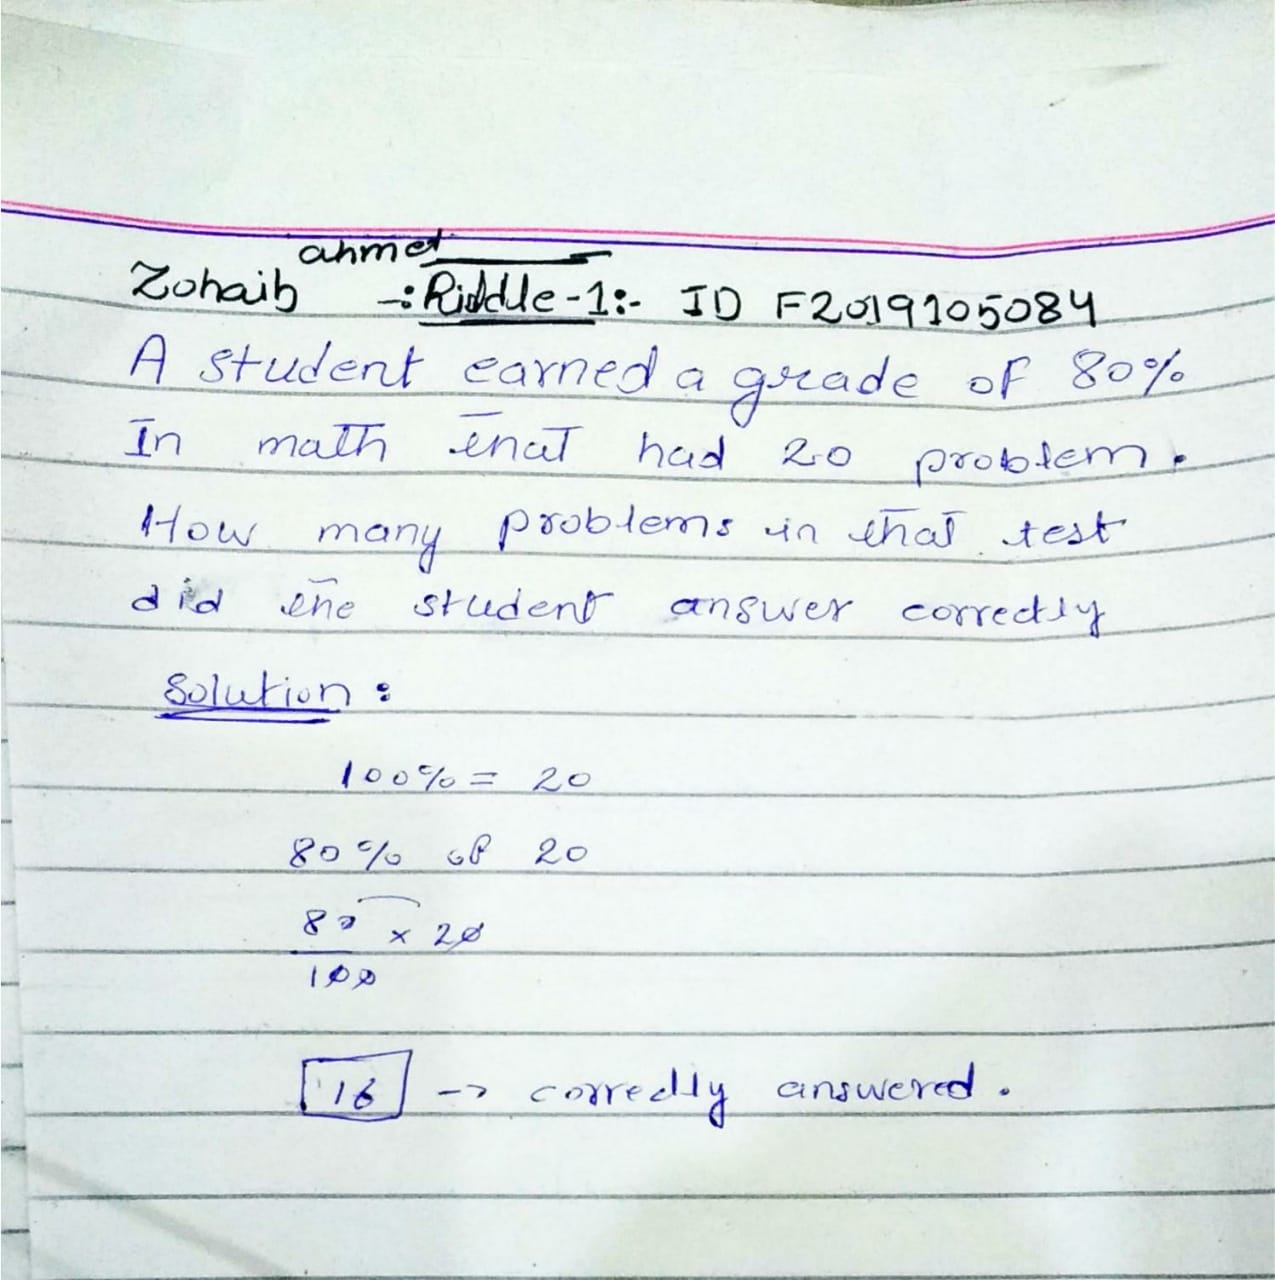 ahmed
Zohaib -:Riddle-1:- ID F2019105084
A student earned a grade of 80%
In math that had 20 problem.
How many problems in that test
did the student answer correctly
Solution :
100% = 20
80% of 20
80 × 20
100
16 -> correctly answered.